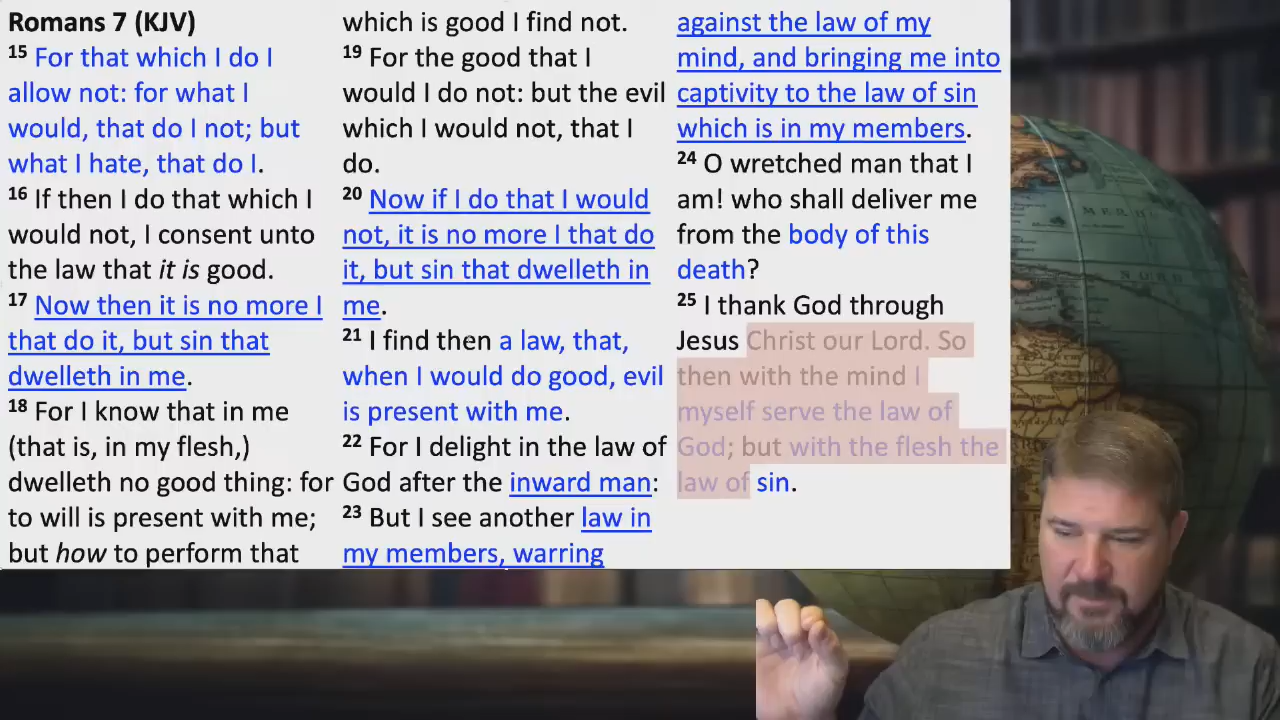 Romans 7 (KJV)
15 For that which I do I
allow not: for what I
would, that do I not; but
what I hate, that do I.
16 If then I do that which I
would not, I consent unto
the law that it is good.
17 Now then it is no more I
that do it, but sin that
dwelleth in me.
18 For I know that in me
(that is, in my flesh,)
dwelleth no good thing: for
to will is present with me;
but how to perform that
which is good I find not.
19 For the good that I
would I do not: but the evil
which I would not, that I
do.
20 Now if I do that I would
not, it is no more I that do
it, but sin that dwelleth in
me.
21 I find then a law, that,
when I would do good, evil
is present with me.
22 For I delight in the law of
God after the inward man:
23 But I see another law in
my members, warring
against the law of my
mind, and bringing me into
captivity to the law of sin
which is in my members.
24 O wretched man that I
am! who shall deliver me
from the body of this
death?
25 I thank God through
Jesus Christ our Lord. So
then with the mind I
myself serve the law of
God; but with the flesh the
law of sin.